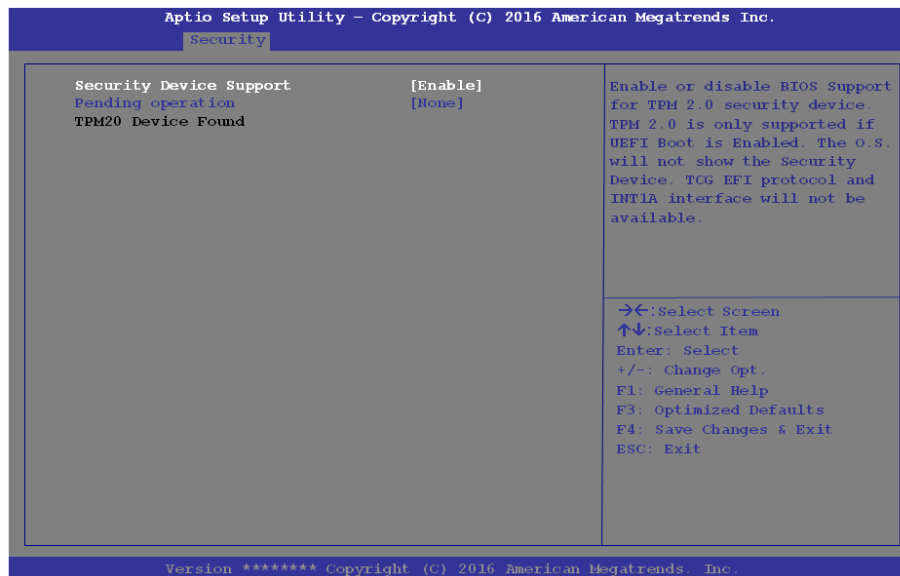 Aptio Setup Utility – Copyright (C) 2016 American Megatrends Inc.
Security
Security Device Support [Enable]
Pending operation [None]
TPM20 Device Found
Enable or disable BIOS Support
for TPM 2.0 security device.
TPM 2.0 is only supported if
UEFI Boot is Enabled. The O.S.
will not show the Security
Device. TCG EFI protocol and
INT1A interface will not be
available.
→←:Select Screen
↑↓:Select Item
Enter: Select
+/-: Change Opt.
F1: General Help
F3: Optimized Defaults
F4: Save Changes & Exit
ESC: Exit
Version ******** Copyright (C) 2016 American Megatrends. Inc.